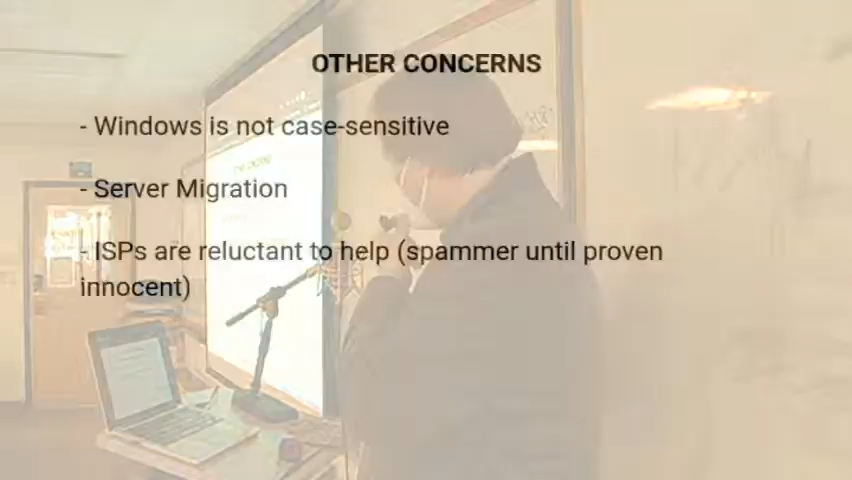 OTHER CONCERNS
- Windows is not case-sensitive
- Server Migration
- ISPs are reluctant to help (spammer until proven
innocent)